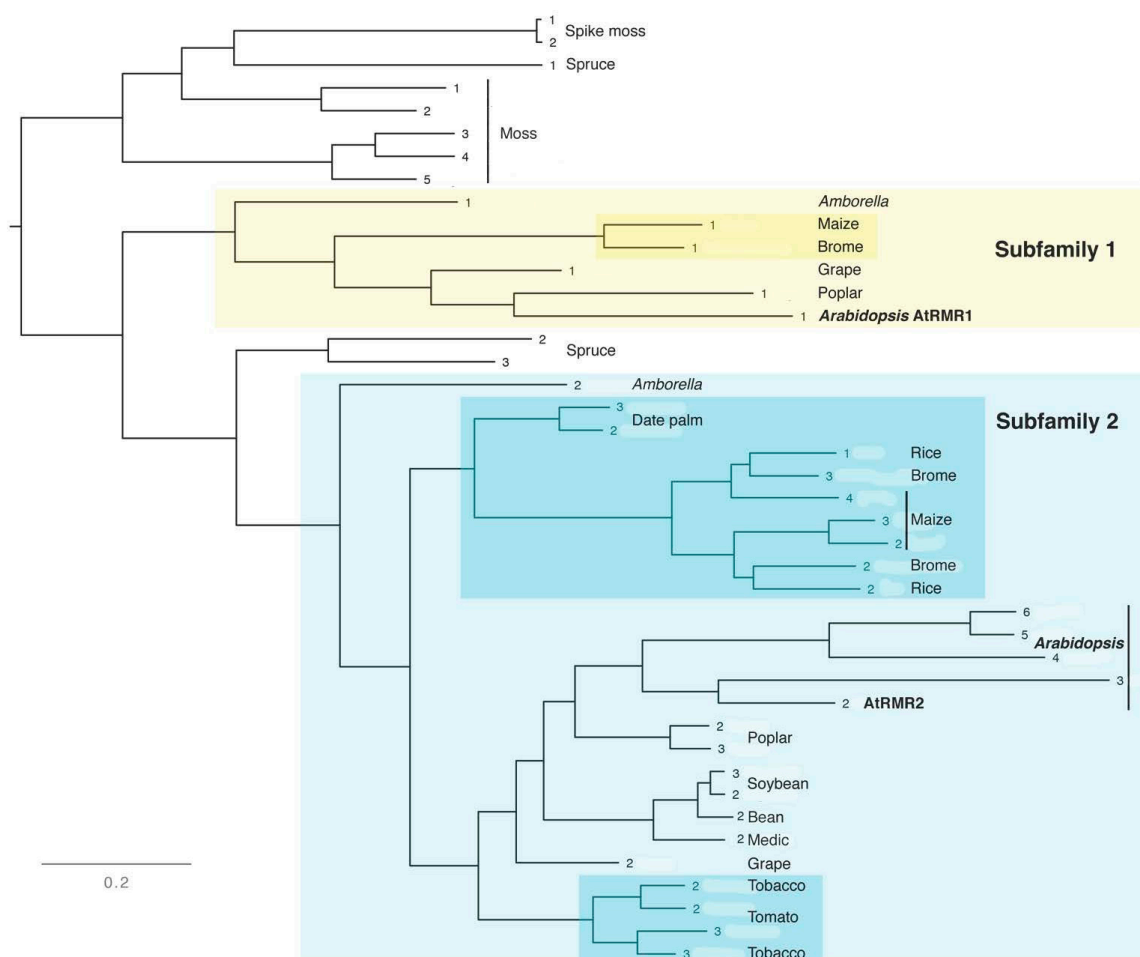 1
2 Spike moss
1 Spruce
1
2
3 Moss
4
5
1 Amborella
1 Maize
1 Brome
Subfamily 1
1 Grape
1 Poplar
1 Arabidopsis AtRMR1
2
Spruce
3
2 Amborella
3
Date palm
2
Subfamily 2
1 Rice
3 Brome
4
3 Maize
2
2 Brome
2 Rice
6
5 Arabidopsis
4
3
2 AtRMR2
2
Poplar
3
3
Soybean
2
2 Bean
2 Medic
2 Grape
0.2
2 Tobacco
2
Tomato
3
3 Tobacco